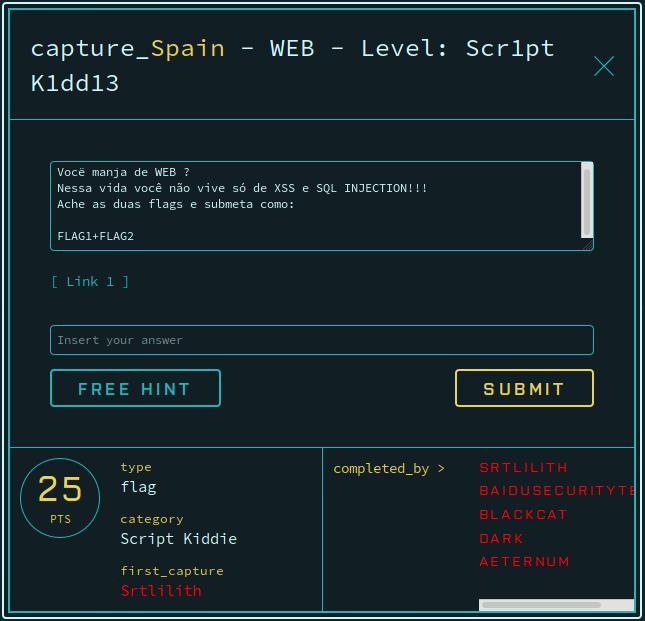 capture_Spain - WEB - Level: Scr1pt
K1dd13
Você manja de WEB ?
Nessa vida você não vive só de XSS e SQL INJECTION!!!
Ache as duas flags e submeta como:
FLAG1+FLAG2
[ Link 1 ]
Insert your answer
FREE HINT
SUBMIT
25
PTS
type
flag
category
Script Kiddie
first_capture
Srtlilith
completed_by >
SRTLILITH
BAIDUSECURITYTE
BLACKCAT
DARK
AETERNUM